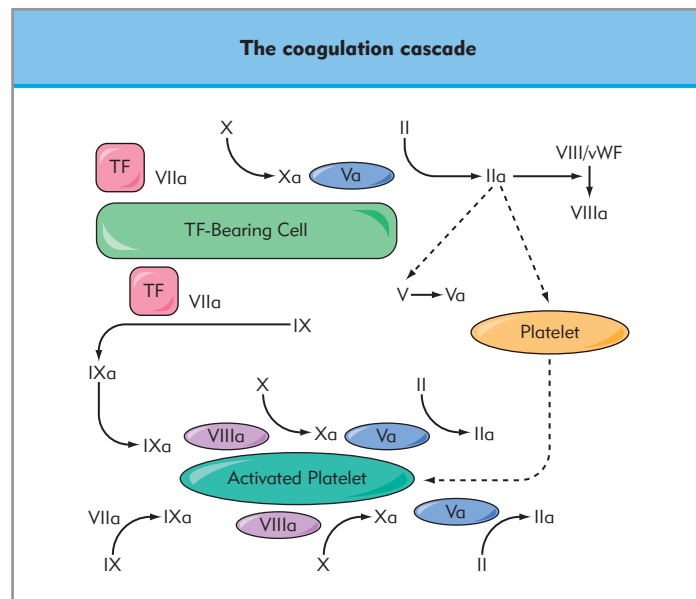 The coagulation cascade
X
II
TF
VIIa
Xa
Va
IIa
VIII/vWF
VIIIa
TF-Bearing Cell
TF
VIIa
IX
V
Va
Platelet
IXa
X
II
IXa
VIIIa
Xa
Va
IIa
Activated Platelet
VIIa
IXa
VIIIa
Xa
Va
IIa
IX
X
II